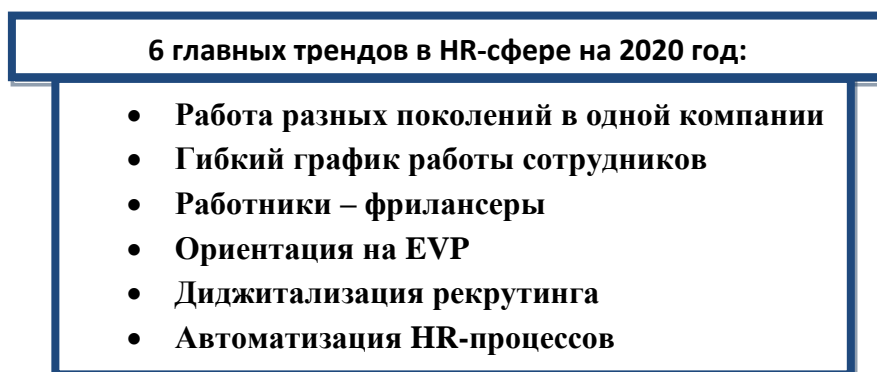 6 главных трендов в HR-сфере на 2020 год:
• Работа разных поколений в одной компании
• Гибкий график работы сотрудников
• Работники – фрилансеры
• Ориентация на EVP
• Диджитализация рекрутинга
• Автоматизация HR-процессов